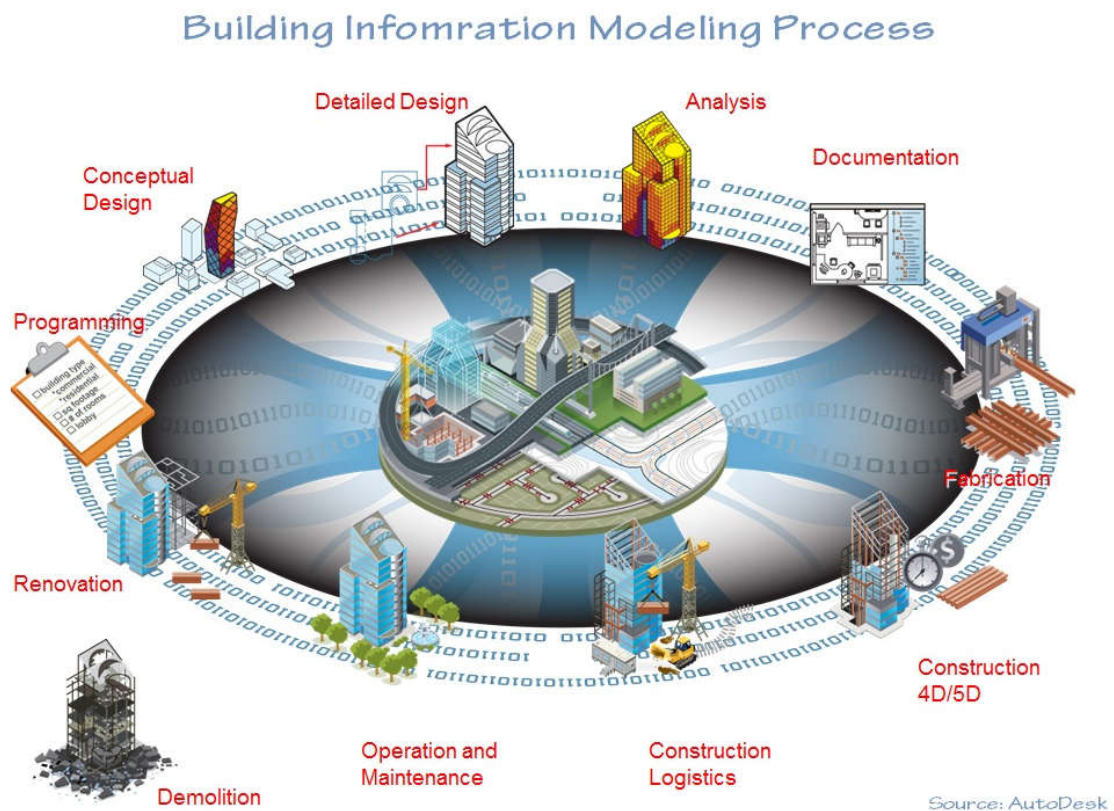 Building Infomration Modeling Process
Detailed Design
Analysis
Conceptual
Design
Documentation
Programming
building type
*commercial
*residential
sq footage
# of rooms
lobby
Fabrication
Renovation
Construction
4D/5D
Operation and
Maintenance
Construction
Logistics
Demolition
Source: AutoDesk